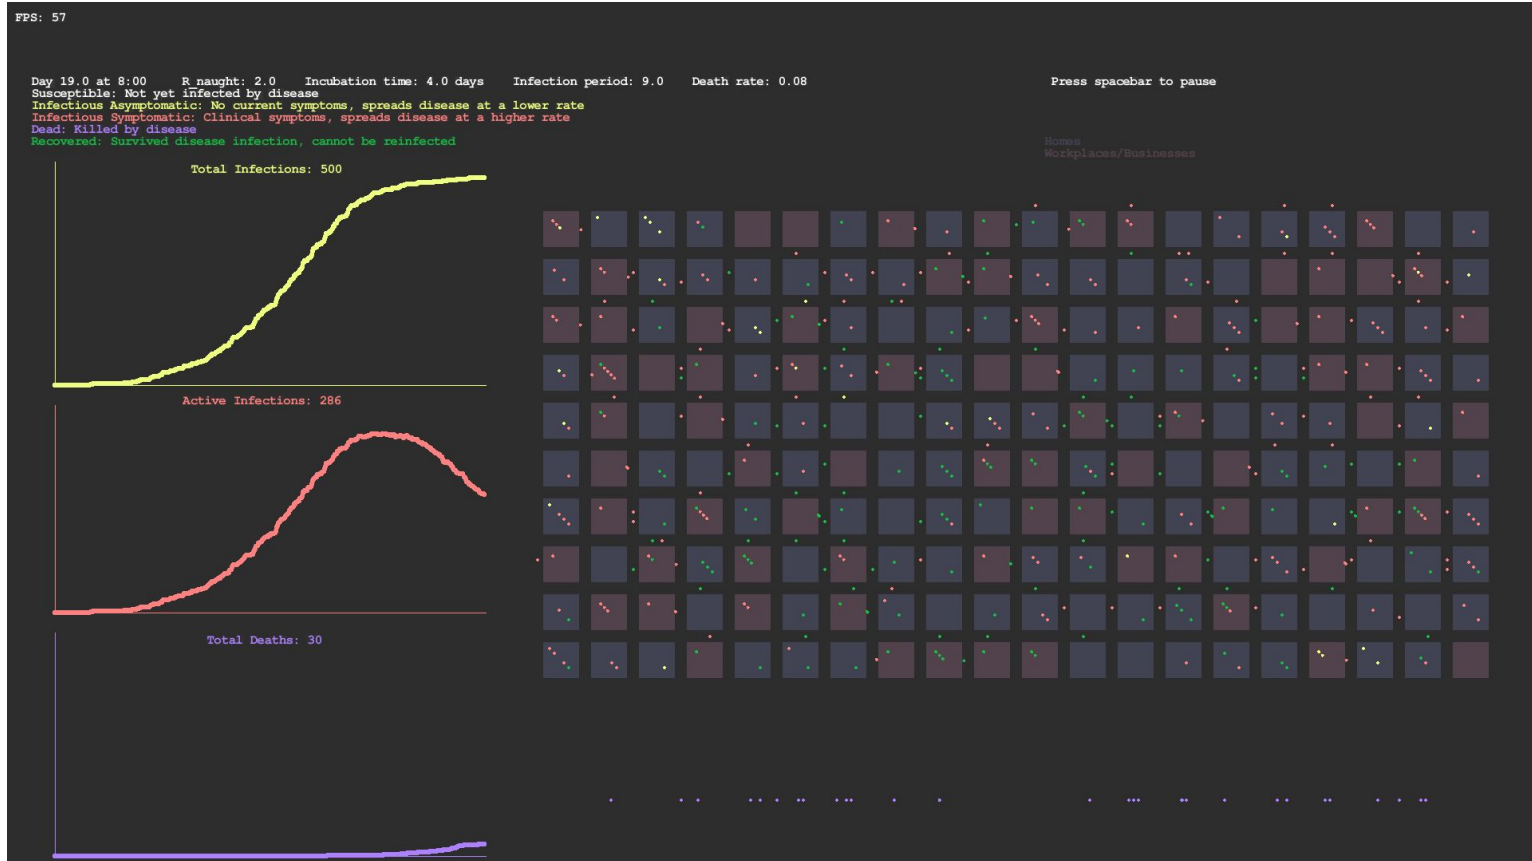 FPS: 57
Day 19.0 at 8:00 R_naught: 2.0 Incubation time: 4.0 days Infection period: 9.0 Death rate: 0.08 Press spacebar to pause
Susceptible: Not yet infected by disease
Infectious Asymptomatic: No current symptoms, spreads disease at a lower rate
Infectious Symptomatic: Clinical symptoms, spreads disease at a higher rate
Dead: Killed by disease
Recovered: Survived disease infection, cannot be reinfected
Homes
Workplaces/Businesses
Total Infections: 500
Active Infections: 286
Total Deaths: 30